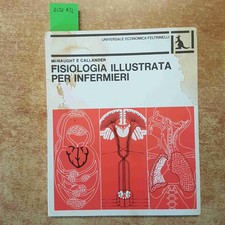 UNIVERSALE ECONOMICA FELTRINELLI
McNAUGHT E CALLANDER
FISIOLOGIA ILLUSTRATA
PER INFERMIERI